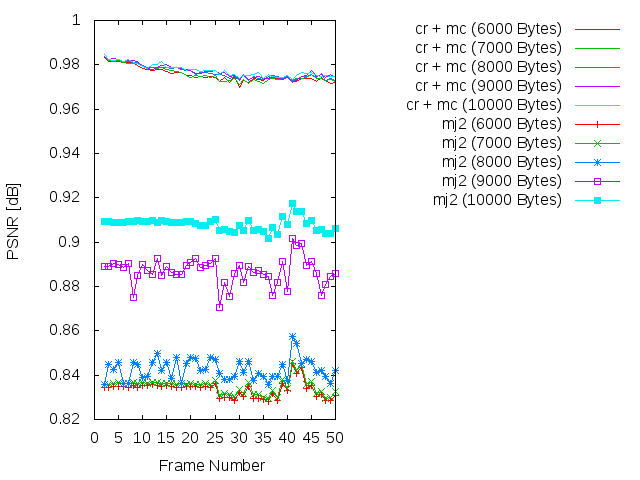 1
0.98
0.96
0.94
0.92
0.9
0.88
0.86
0.84
0.82
0 5 10 15 20 25 30 35 40 45 50
PSNR [dB]
Frame Number
cr + mc (6000 Bytes)
cr + mc (7000 Bytes)
cr + mc (8000 Bytes)
cr + mc (9000 Bytes)
cr + mc (10000 Bytes)
mj2 (6000 Bytes)
mj2 (7000 Bytes)
mj2 (8000 Bytes)
mj2 (9000 Bytes)
mj2 (10000 Bytes)